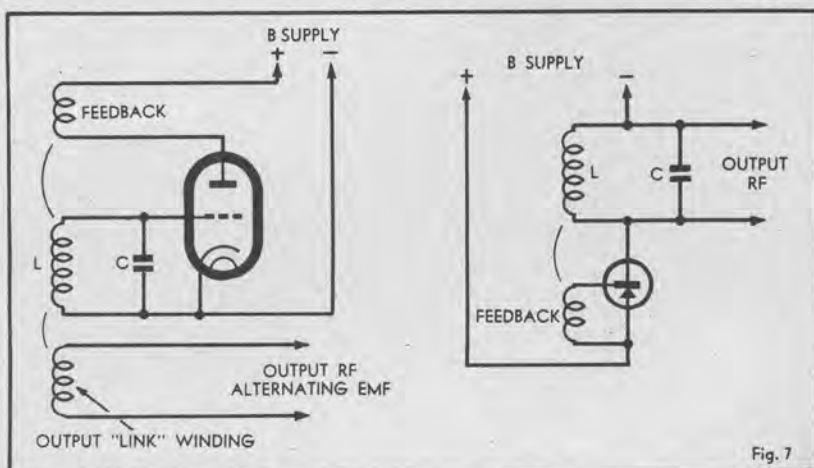 B SUPPLY
+ −
FEEDBACK
L
C
OUTPUT RF
ALTERNATING EMF
OUTPUT "LINK" WINDING
B SUPPLY
+ −
L
C
OUTPUT
RF
FEEDBACK
Fig. 7